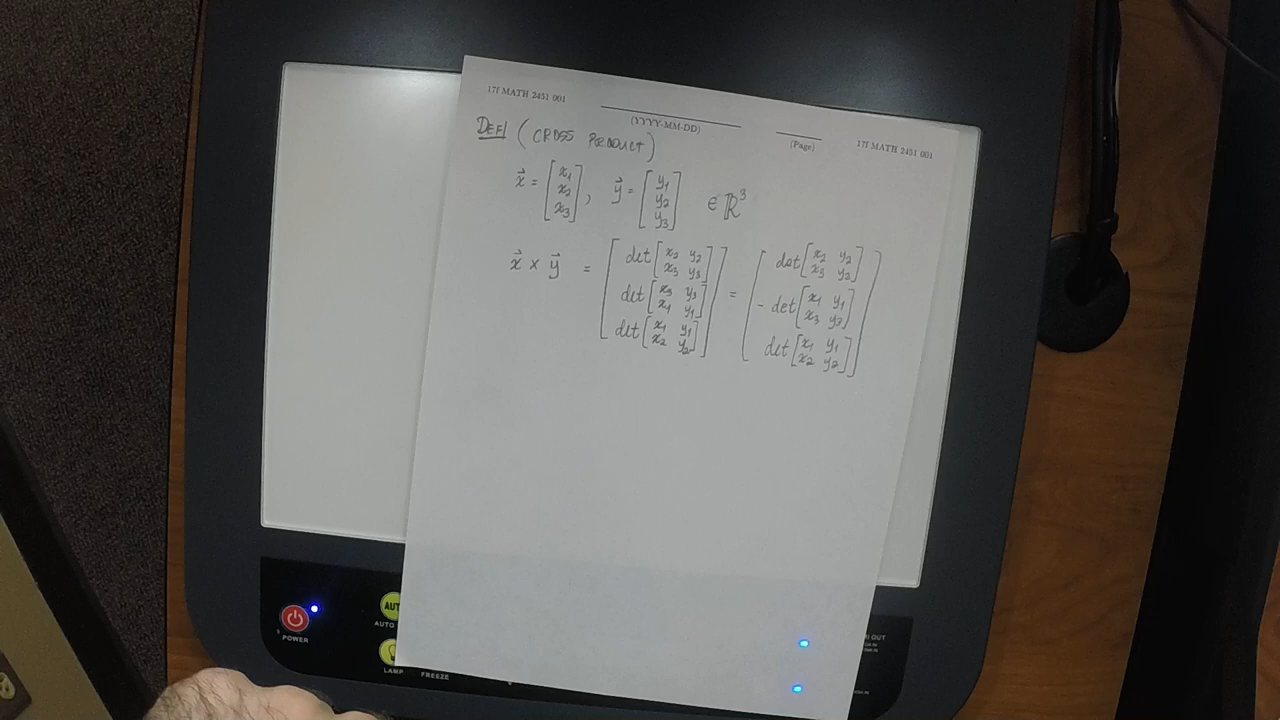 17f MATH 2451 001
(YYYY-MM-DD)
(Page)
17f MATH 2451 001
DEF (CROSS PRODUCT)
x⃗ = [x₁ x₂ x₃], y⃗ = [y₁ y₂ y₃] ∈ ℝ³
x⃗ × y⃗ = [det[x₂ y₂ x₃ y₃] det[x₃ y₃ x₁ y₁] det[x₁ y₁ x₂ y₂]] = [det[x₂ y₂ x₃ y₃] - det[x₁ y₁ x₃ y₃] det[x₁ y₁ x₂ y₂]]
POWER
AUTO
LAMP
FREEZE
OUT